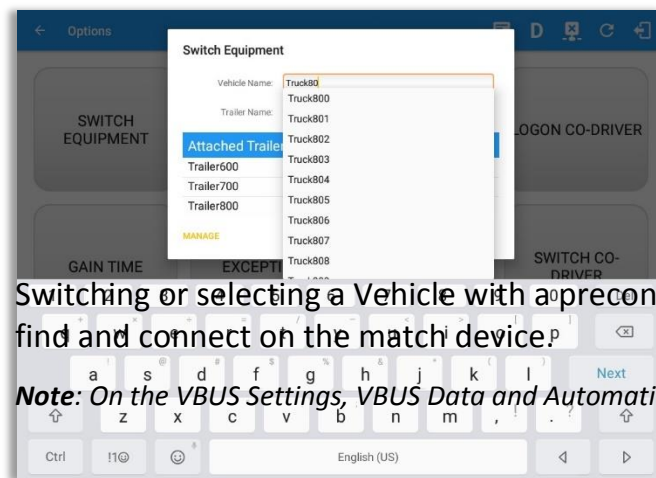 Options
D
Switch Equipment
Vehicle Name: Truck80
Trailer Name:
Truck800
Truck801
Truck802
Truck803
Truck804
Truck805
Truck806
Truck807
Truck808
Attached Trailer
Trailer600
Trailer700
Trailer800
MANAGE
SWITCH
EQUIPMENT
LOGON CO-DRIVER
GAIN TIME
SWITCH CO-
DRIVER
Switching or selecting a Vehicle with a precon
find and connect on the match device.
Note: On the VBUS Settings, VBUS Data and Automati
a s d f g h j k l Next
z x c v b n m , ! . ?
Ctrl !1☺ English (US)